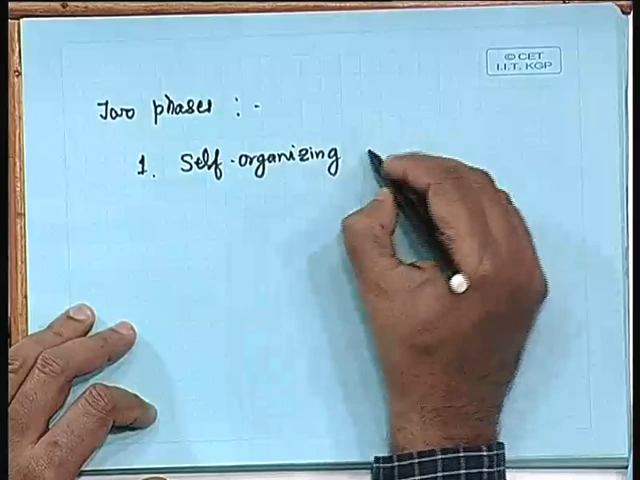 © CET
I.I.T. KGP
Two phases :-
1. Self-organizing